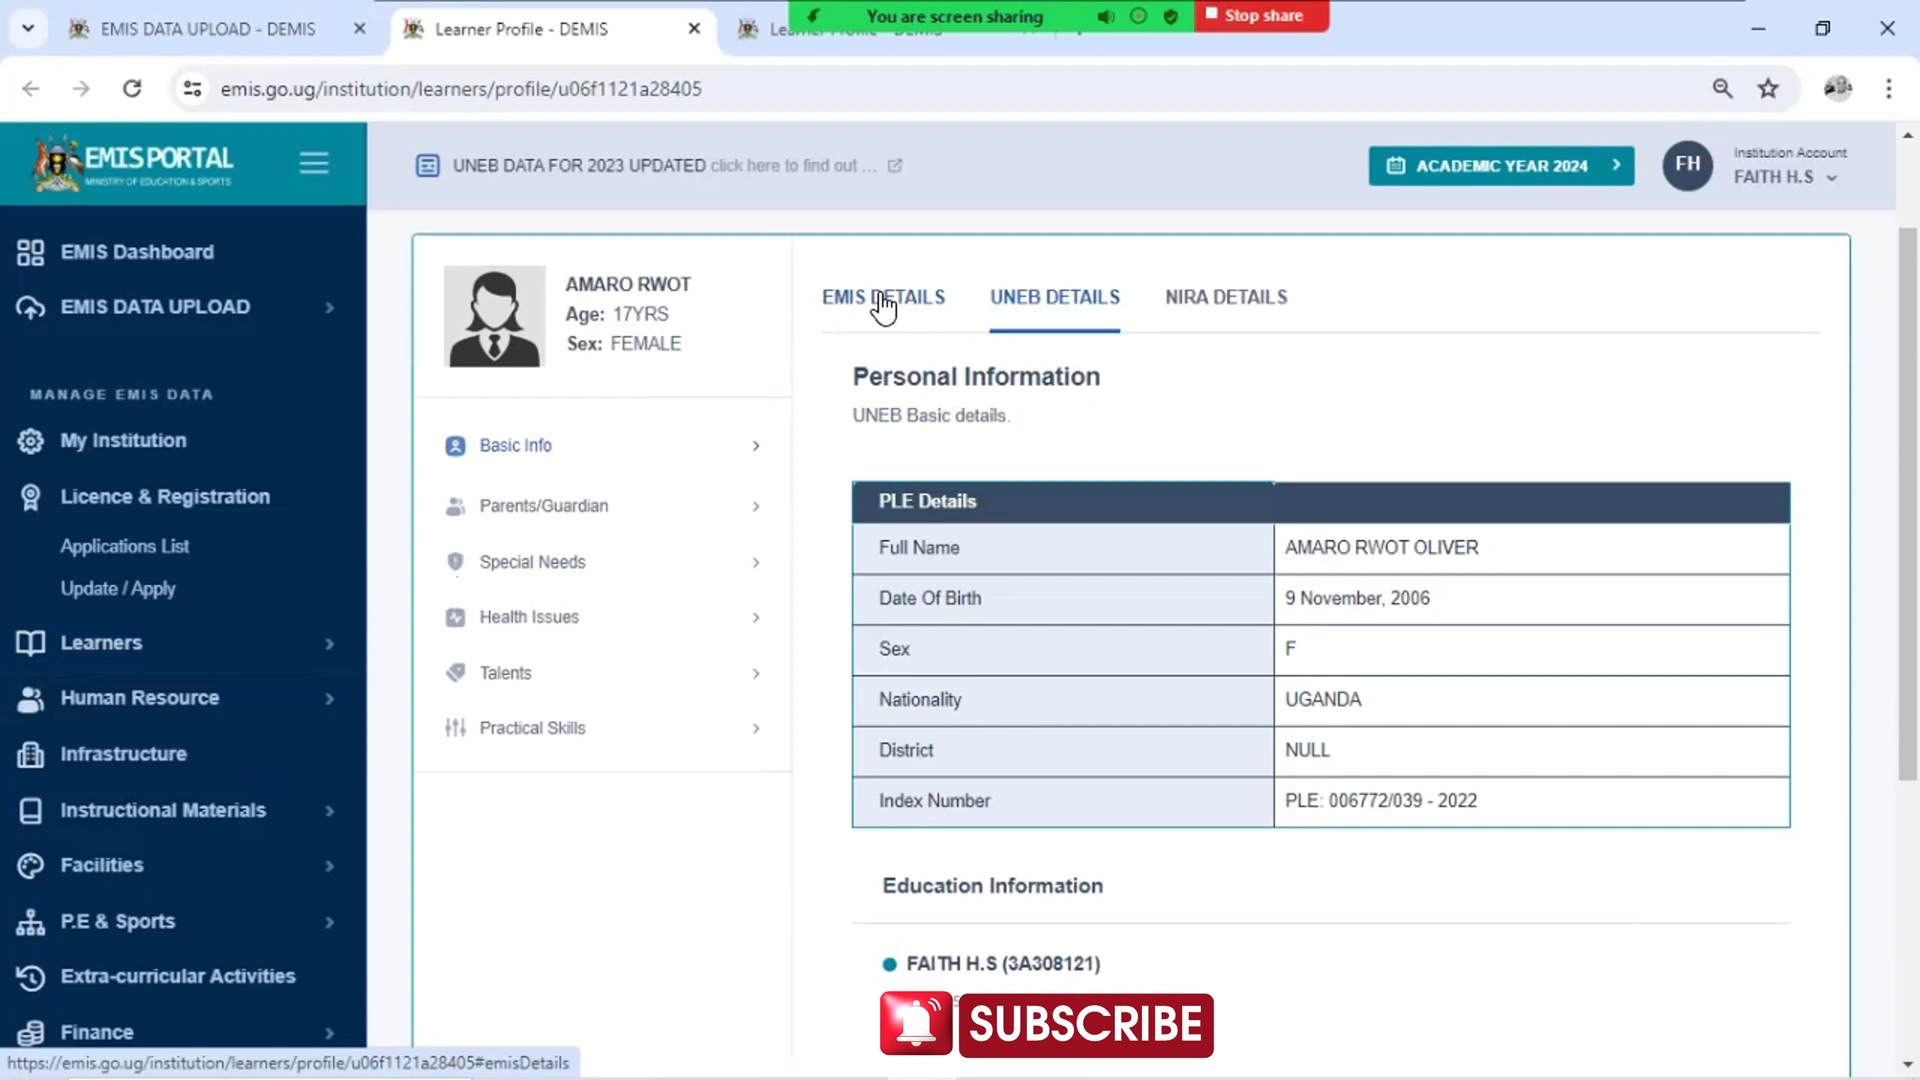 EMIS DATA UPLOAD - DEMIS
Learner Profile - DEMIS
Learner Profile - DEMIS
You are screen sharing
Stop share
emis.go.ug/institution/learners/profile/u06f1121a28405
EMIS PORTAL
MINISTRY OF EDUCATION & SPORTS
UNEB DATA FOR 2023 UPDATED click here to find out ...
ACADEMIC YEAR 2024
FH
Institution Account
FAITH H.S
EMIS Dashboard
EMIS DATA UPLOAD
MANAGE EMIS DATA
My Institution
Licence & Registration
Applications List
Update / Apply
Learners
Human Resource
Infrastructure
Instructional Materials
Facilities
P.E & Sports
Extra-curricular Activities
Finance
AMARO RWOT
Age: 17YRS
Sex: FEMALE
Basic Info
Parents/Guardian
Special Needs
Health Issues
Talents
Practical Skills
EMIS DETAILS
UNEB DETAILS
NIRA DETAILS
Personal Information
UNEB Basic details.
PLE Details
Full Name AMARO RWOT OLIVER
Date Of Birth 9 November, 2006
Sex F
Nationality UGANDA
District NULL
Index Number PLE: 006772/039 - 2022
Education Information
FAITH H.S (3A308121)
SUBSCRIBE
https://emis.go.ug/institution/learners/profile/u06f1121a28405#emisDetails